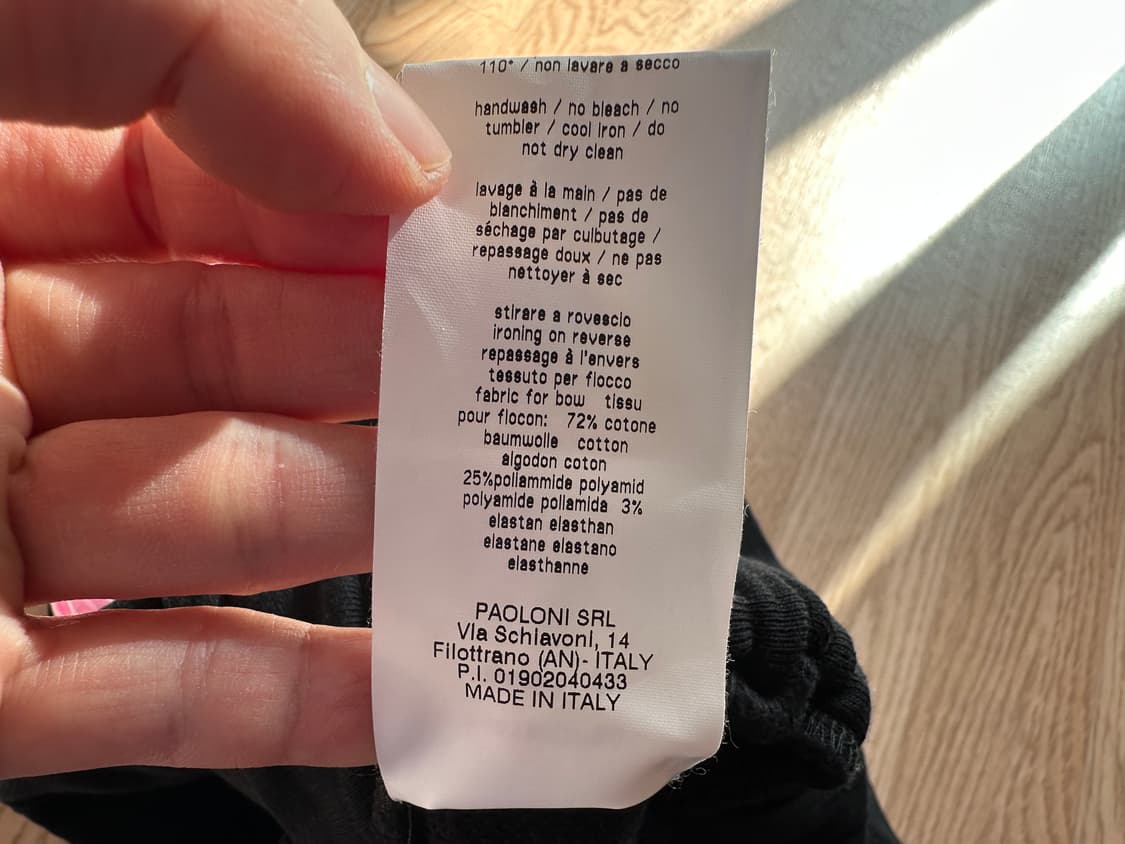 110° / non lavare a secco
handwash / no bleach / no
tumbler / cool iron / do
not dry clean
lavage à la main / pas de
blanchiment / pas de
séchage par culbutage /
repassage doux / ne pas
nettoyer à sec
stirare a rovescio
ironing on reverse
repassage à l'envers
tessuto per fiocco
fabric for bow tissu
pour flocon: 72% cotone
baumwolle cotton
algodon coton
25%poliammide polyamid
polyamide poliamida 3%
elastan elasthan
elastane elastano
elasthanne
PAOLONI SRL
Via Schiavoni, 14
Filottrano (AN)- ITALY
P.I. 01902040433
MADE IN ITALY